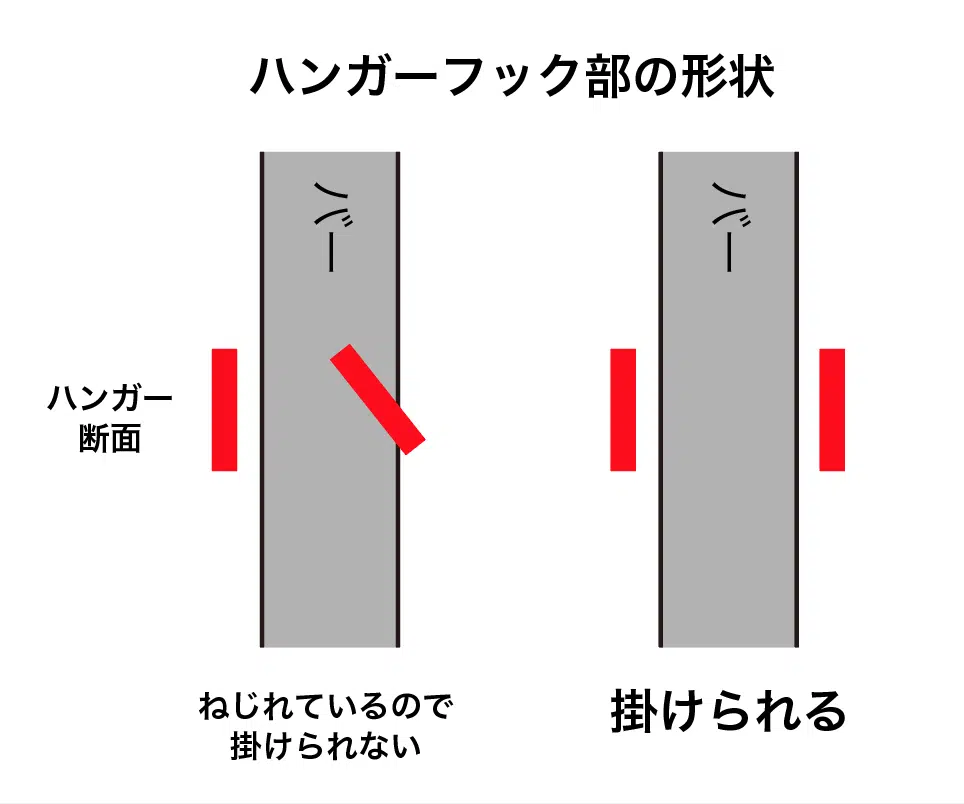 ハンガーフック部の形状
バー
バー
ハンガー
断面
ねじれているので
掛けられない
掛けられる